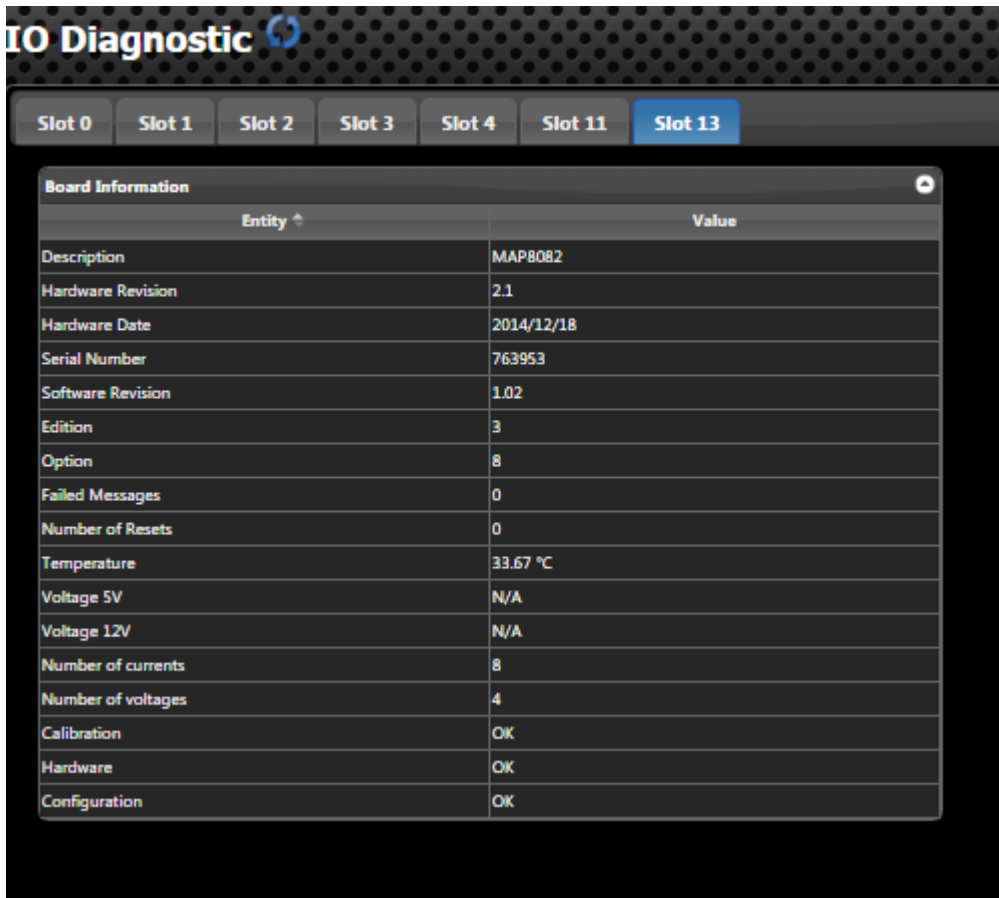 IO Diagnostic
Slot 0 Slot 1 Slot 2 Slot 3 Slot 4 Slot 11 Slot 13
Board Information
Entity Value
Description MAP8082
Hardware Revision 2.1
Hardware Date 2014/12/18
Serial Number 763953
Software Revision 1.02
Edition 3
Option 8
Failed Messages 0
Number of Resets 0
Temperature 33.67 °C
Voltage 5V N/A
Voltage 12V N/A
Number of currents 8
Number of voltages 4
Calibration OK
Hardware OK
Configuration OK